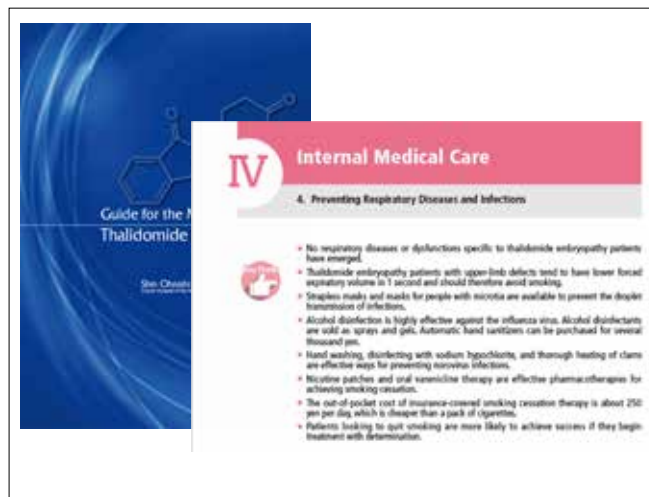 Guide for the
Thalidomide
IV
Internal Medical Care
4. Preventing Respiratory Diseases and Infections
No respiratory diseases or dysfunctions specific to thalidomide embryopathy patients
have emerged.
Thalidomide embryopathy patients with upper-limb defects tend to have lower forced
expiratory volume in 1 second and should therefore avoid smoking.
Strapless masks and masks for people with microtia are available to prevent the droplet
transmission of infections.
Alcohol disinfection is highly effective against the influenza virus. Alcohol disinfectants
are sold as sprays and gels. Automatic hand sanitizers can be purchased for several
thousand yen.
Hand washing, disinfecting with sodium hypochlorite, and thorough heating of clams
are effective ways for preventing norovirus infections.
Nicotine patches and oral varenicline therapy are effective pharmacotherapies for
achieving smoking cessation.
The out-of-pocket cost of insurance-covered smoking cessation therapy is about 250
yen per day, which is cheaper than a pack of cigarettes.
Patients looking to quit smoking are more likely to achieve success if they begin
treatment with determination.